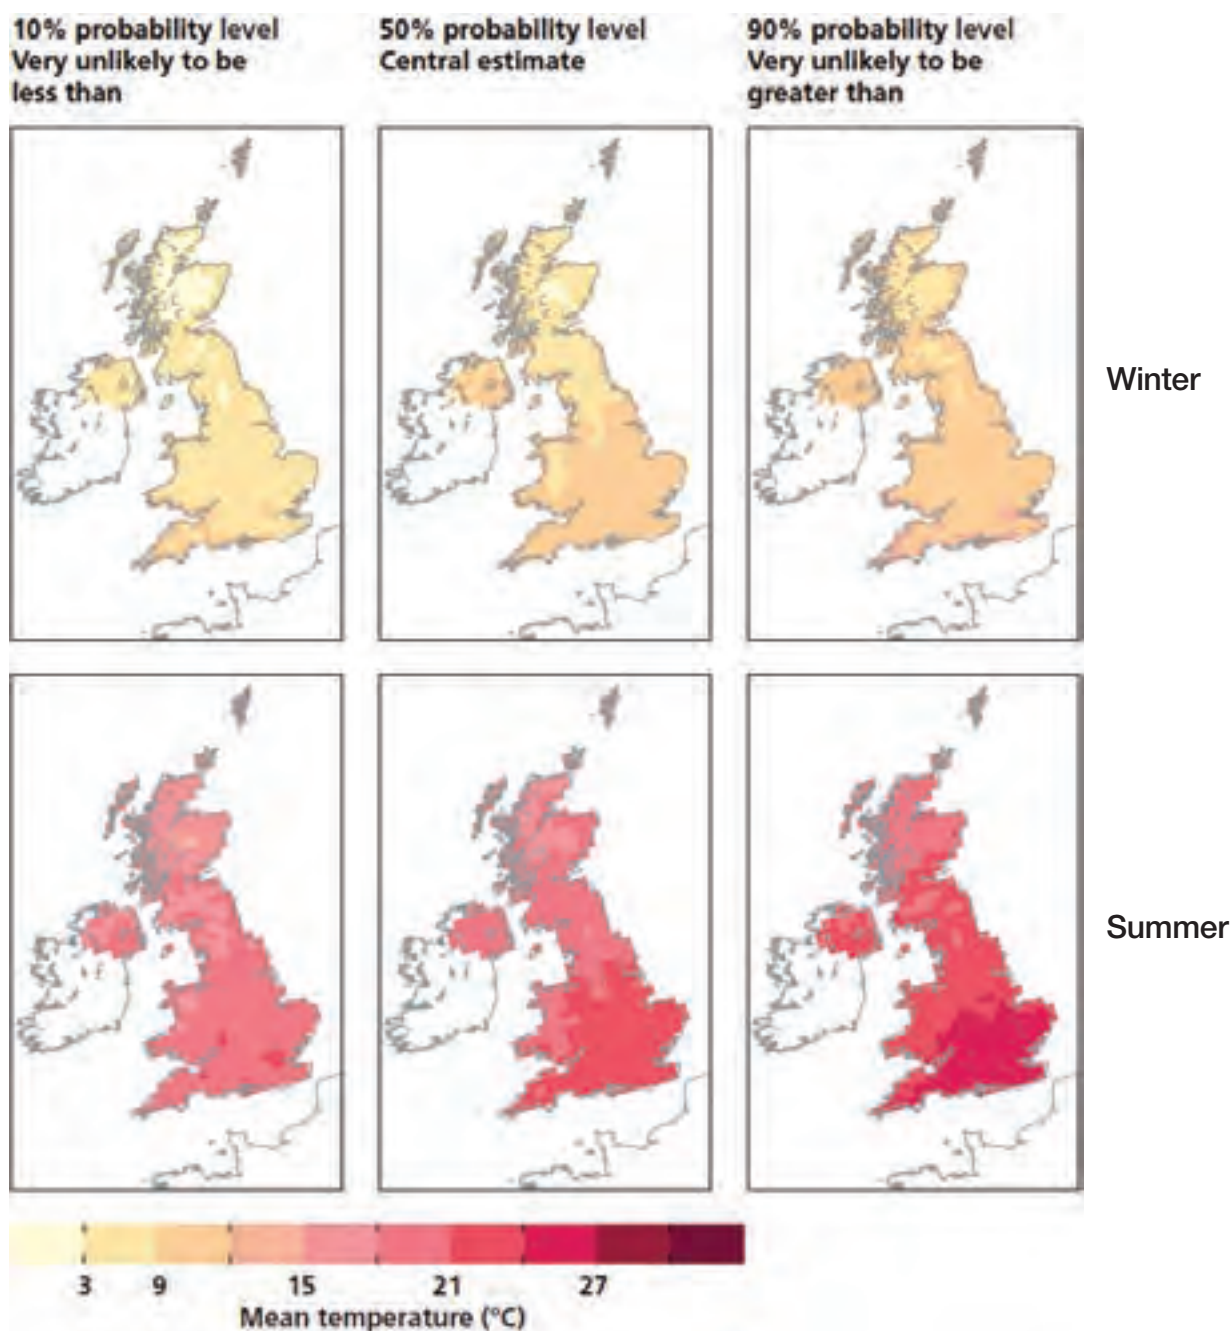 10% probability level
Very unlikely to be
less than
50% probability level
Central estimate
90% probability level
Very unlikely to be
greater than
Winter
Summer
3 9 15 21 27
Mean temperature (°C)